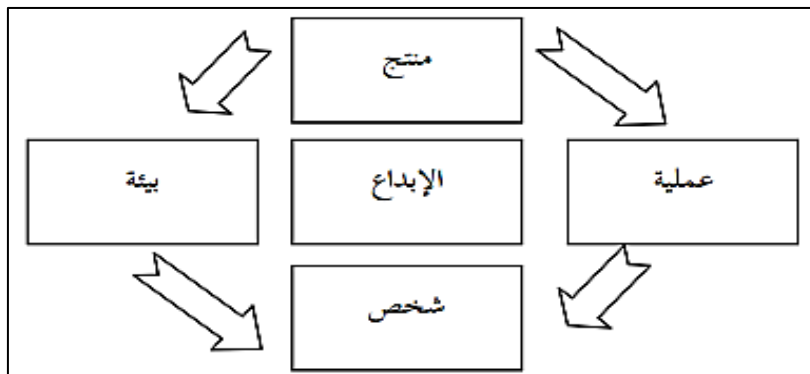 منتج
عملية
الإبداع
بيئة
شخص